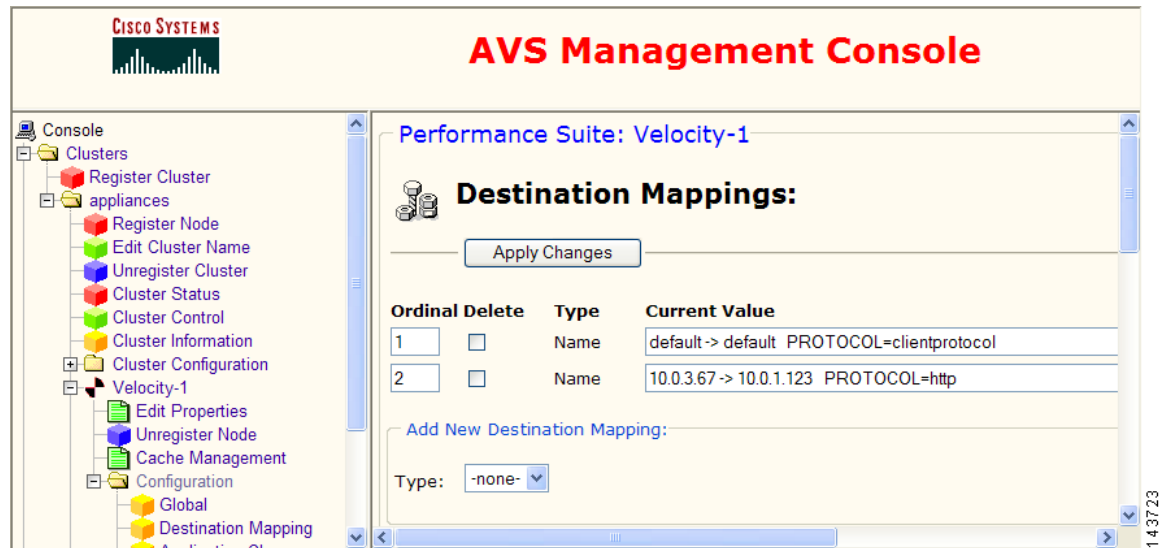 CISCO SYSTEMS
AVS Management Console
Console
Clusters
Register Cluster
appliances
Register Node
Edit Cluster Name
Unregister Cluster
Cluster Status
Cluster Control
Cluster Information
Cluster Configuration
Velocity-1
Edit Properties
Unregister Node
Cache Management
Configuration
Global
Destination Mapping
Performance Suite: Velocity-1
Destination Mappings:
Apply Changes
Ordinal Delete Type Current Value
1 Name default -> default PROTOCOL=clientprotocol
2 Name 10.0.3.67 -> 10.0.1.123 PROTOCOL=http
Add New Destination Mapping:
Type: -none-
143723